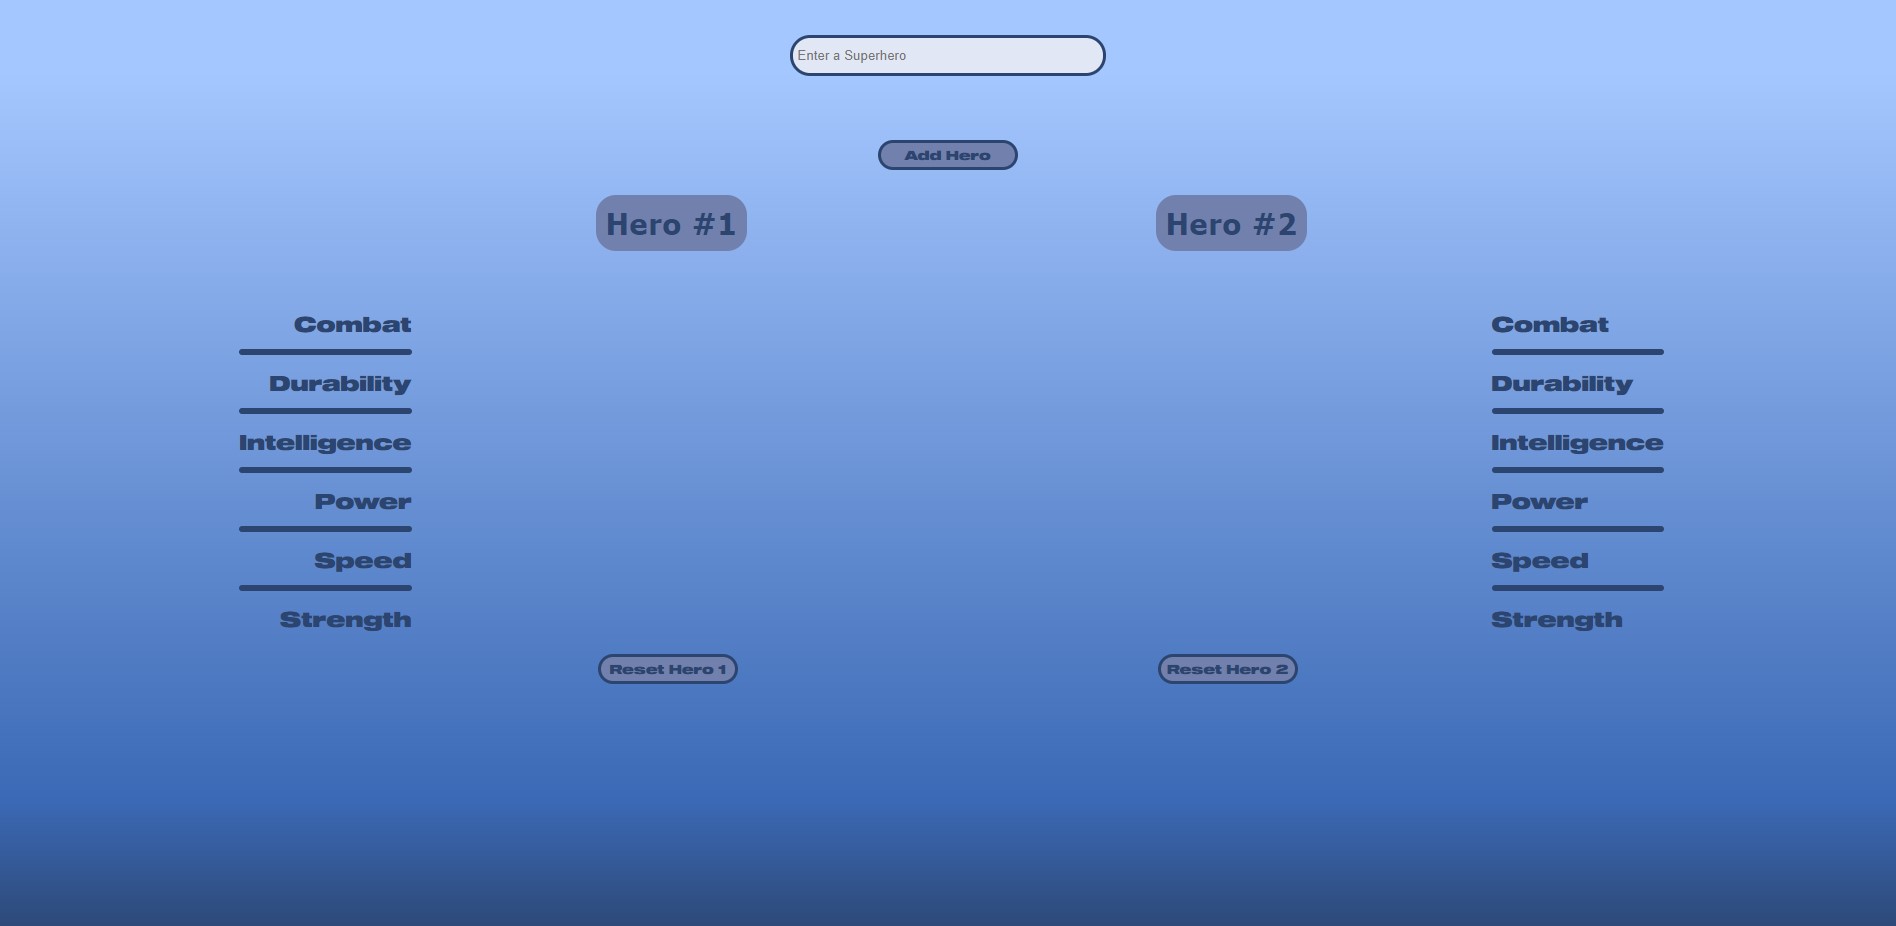 Enter a Superhero
Add Hero
Hero #1
Hero #2
Combat
Durability
Intelligence
Power
Speed
Strength
Combat
Durability
Intelligence
Power
Speed
Strength
Reset Hero 1
Reset Hero 2